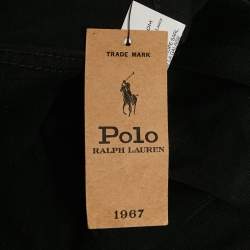 TRADE MARK
Polo
RALPH LAUREN
1967